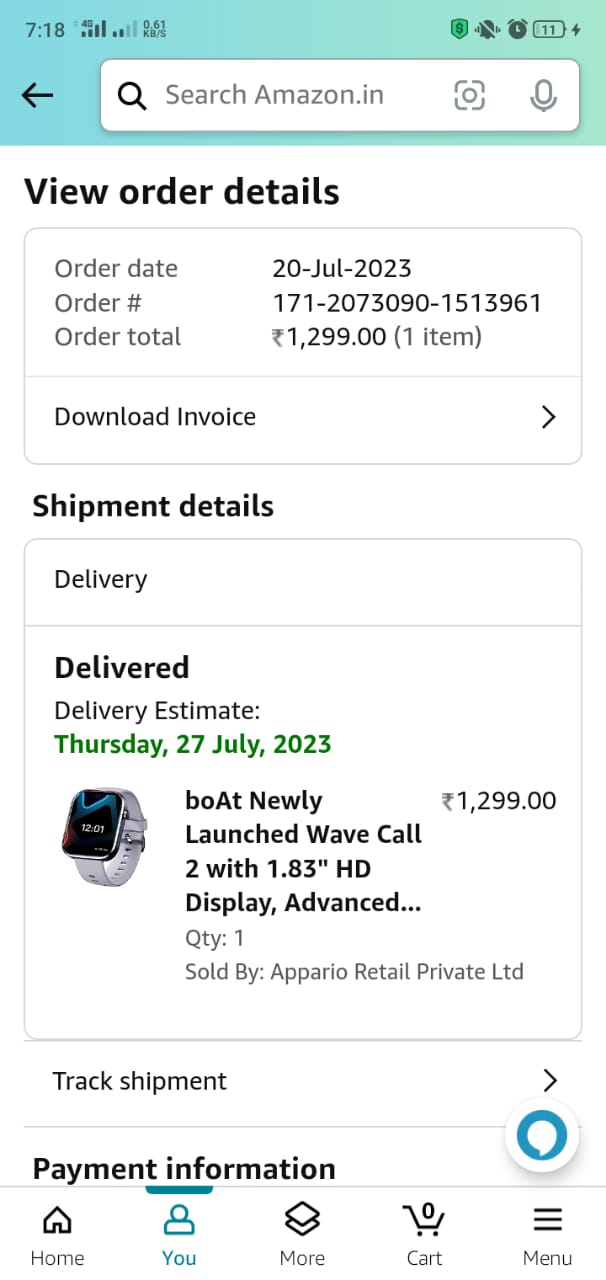 7:18 4G 0.61 KB/S $ 11
Search Amazon.in
View order details
Order date 20-Jul-2023
Order # 171-2073090-1513961
Order total ₹1,299.00 (1 item)
Download Invoice
Shipment details
Delivery
Delivered
Delivery Estimate:
Thursday, 27 July, 2023
12:01
boAt Newly ₹1,299.00
Launched Wave Call
2 with 1.83" HD
Display, Advanced...
Qty: 1
Sold By: Appario Retail Private Ltd
Track shipment
Payment information
0
Home You More Cart Menu